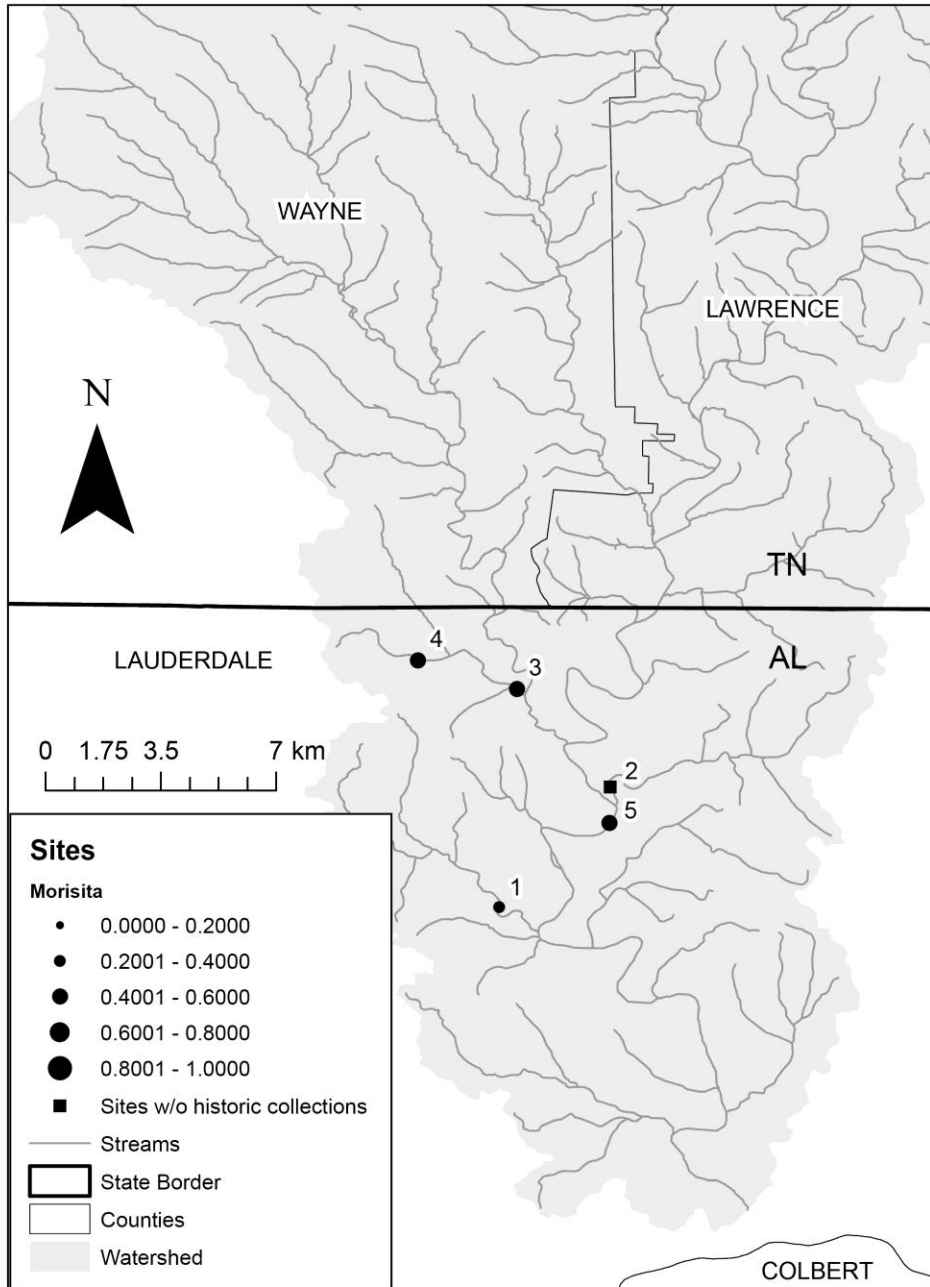 WAYNE
LAWRENCE
N
TN
4
LAUDERDALE
AL
3
0 1.75 3.5 7 km
2
5
Sites
Morisita
1
0.0000 - 0.2000
0.2001 - 0.4000
0.4001 - 0.6000
0.6001 - 0.8000
0.8001 - 1.0000
Sites w/o historic collections
Streams
State Border
Counties
Watershed
COLBERT